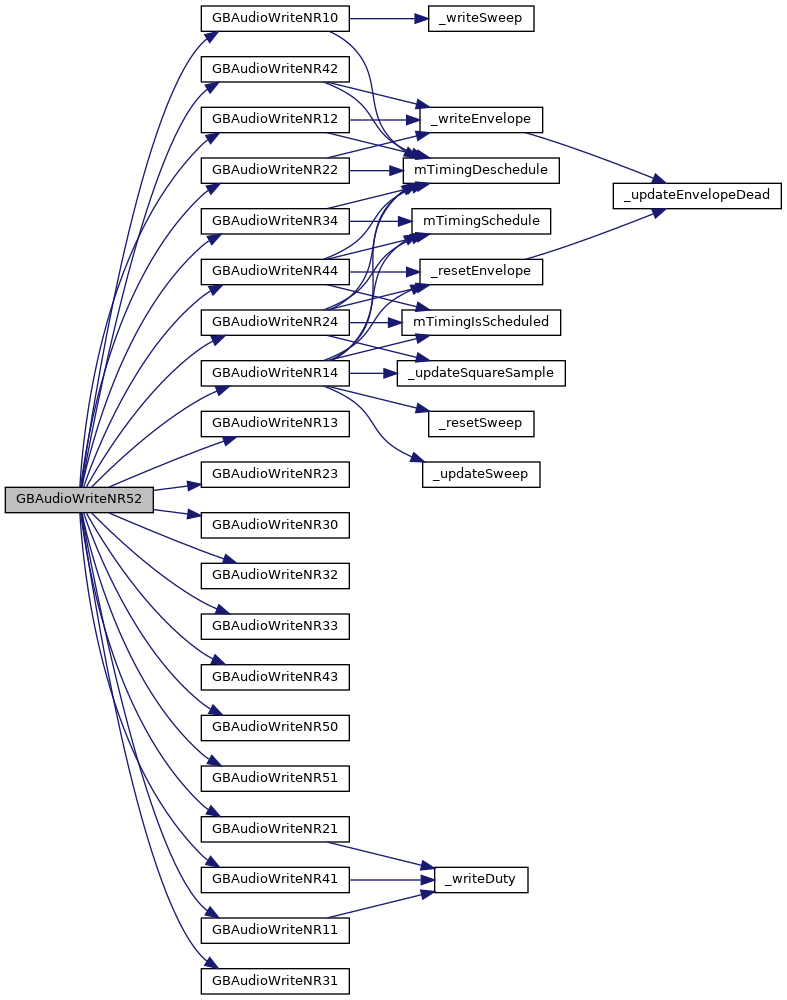 GBAudioWriteNR52
GBAudioWriteNR10
GBAudioWriteNR42
GBAudioWriteNR12
GBAudioWriteNR22
GBAudioWriteNR34
GBAudioWriteNR44
GBAudioWriteNR24
GBAudioWriteNR14
GBAudioWriteNR13
GBAudioWriteNR23
GBAudioWriteNR30
GBAudioWriteNR32
GBAudioWriteNR33
GBAudioWriteNR43
GBAudioWriteNR50
GBAudioWriteNR51
GBAudioWriteNR21
GBAudioWriteNR41
GBAudioWriteNR11
GBAudioWriteNR31
_writeSweep
_writeEnvelope
mTimingDeschedule
mTimingSchedule
_resetEnvelope
mTimingIsScheduled
_updateSquareSample
_resetSweep
_updateSweep
_writeDuty
_updateEnvelopeDead